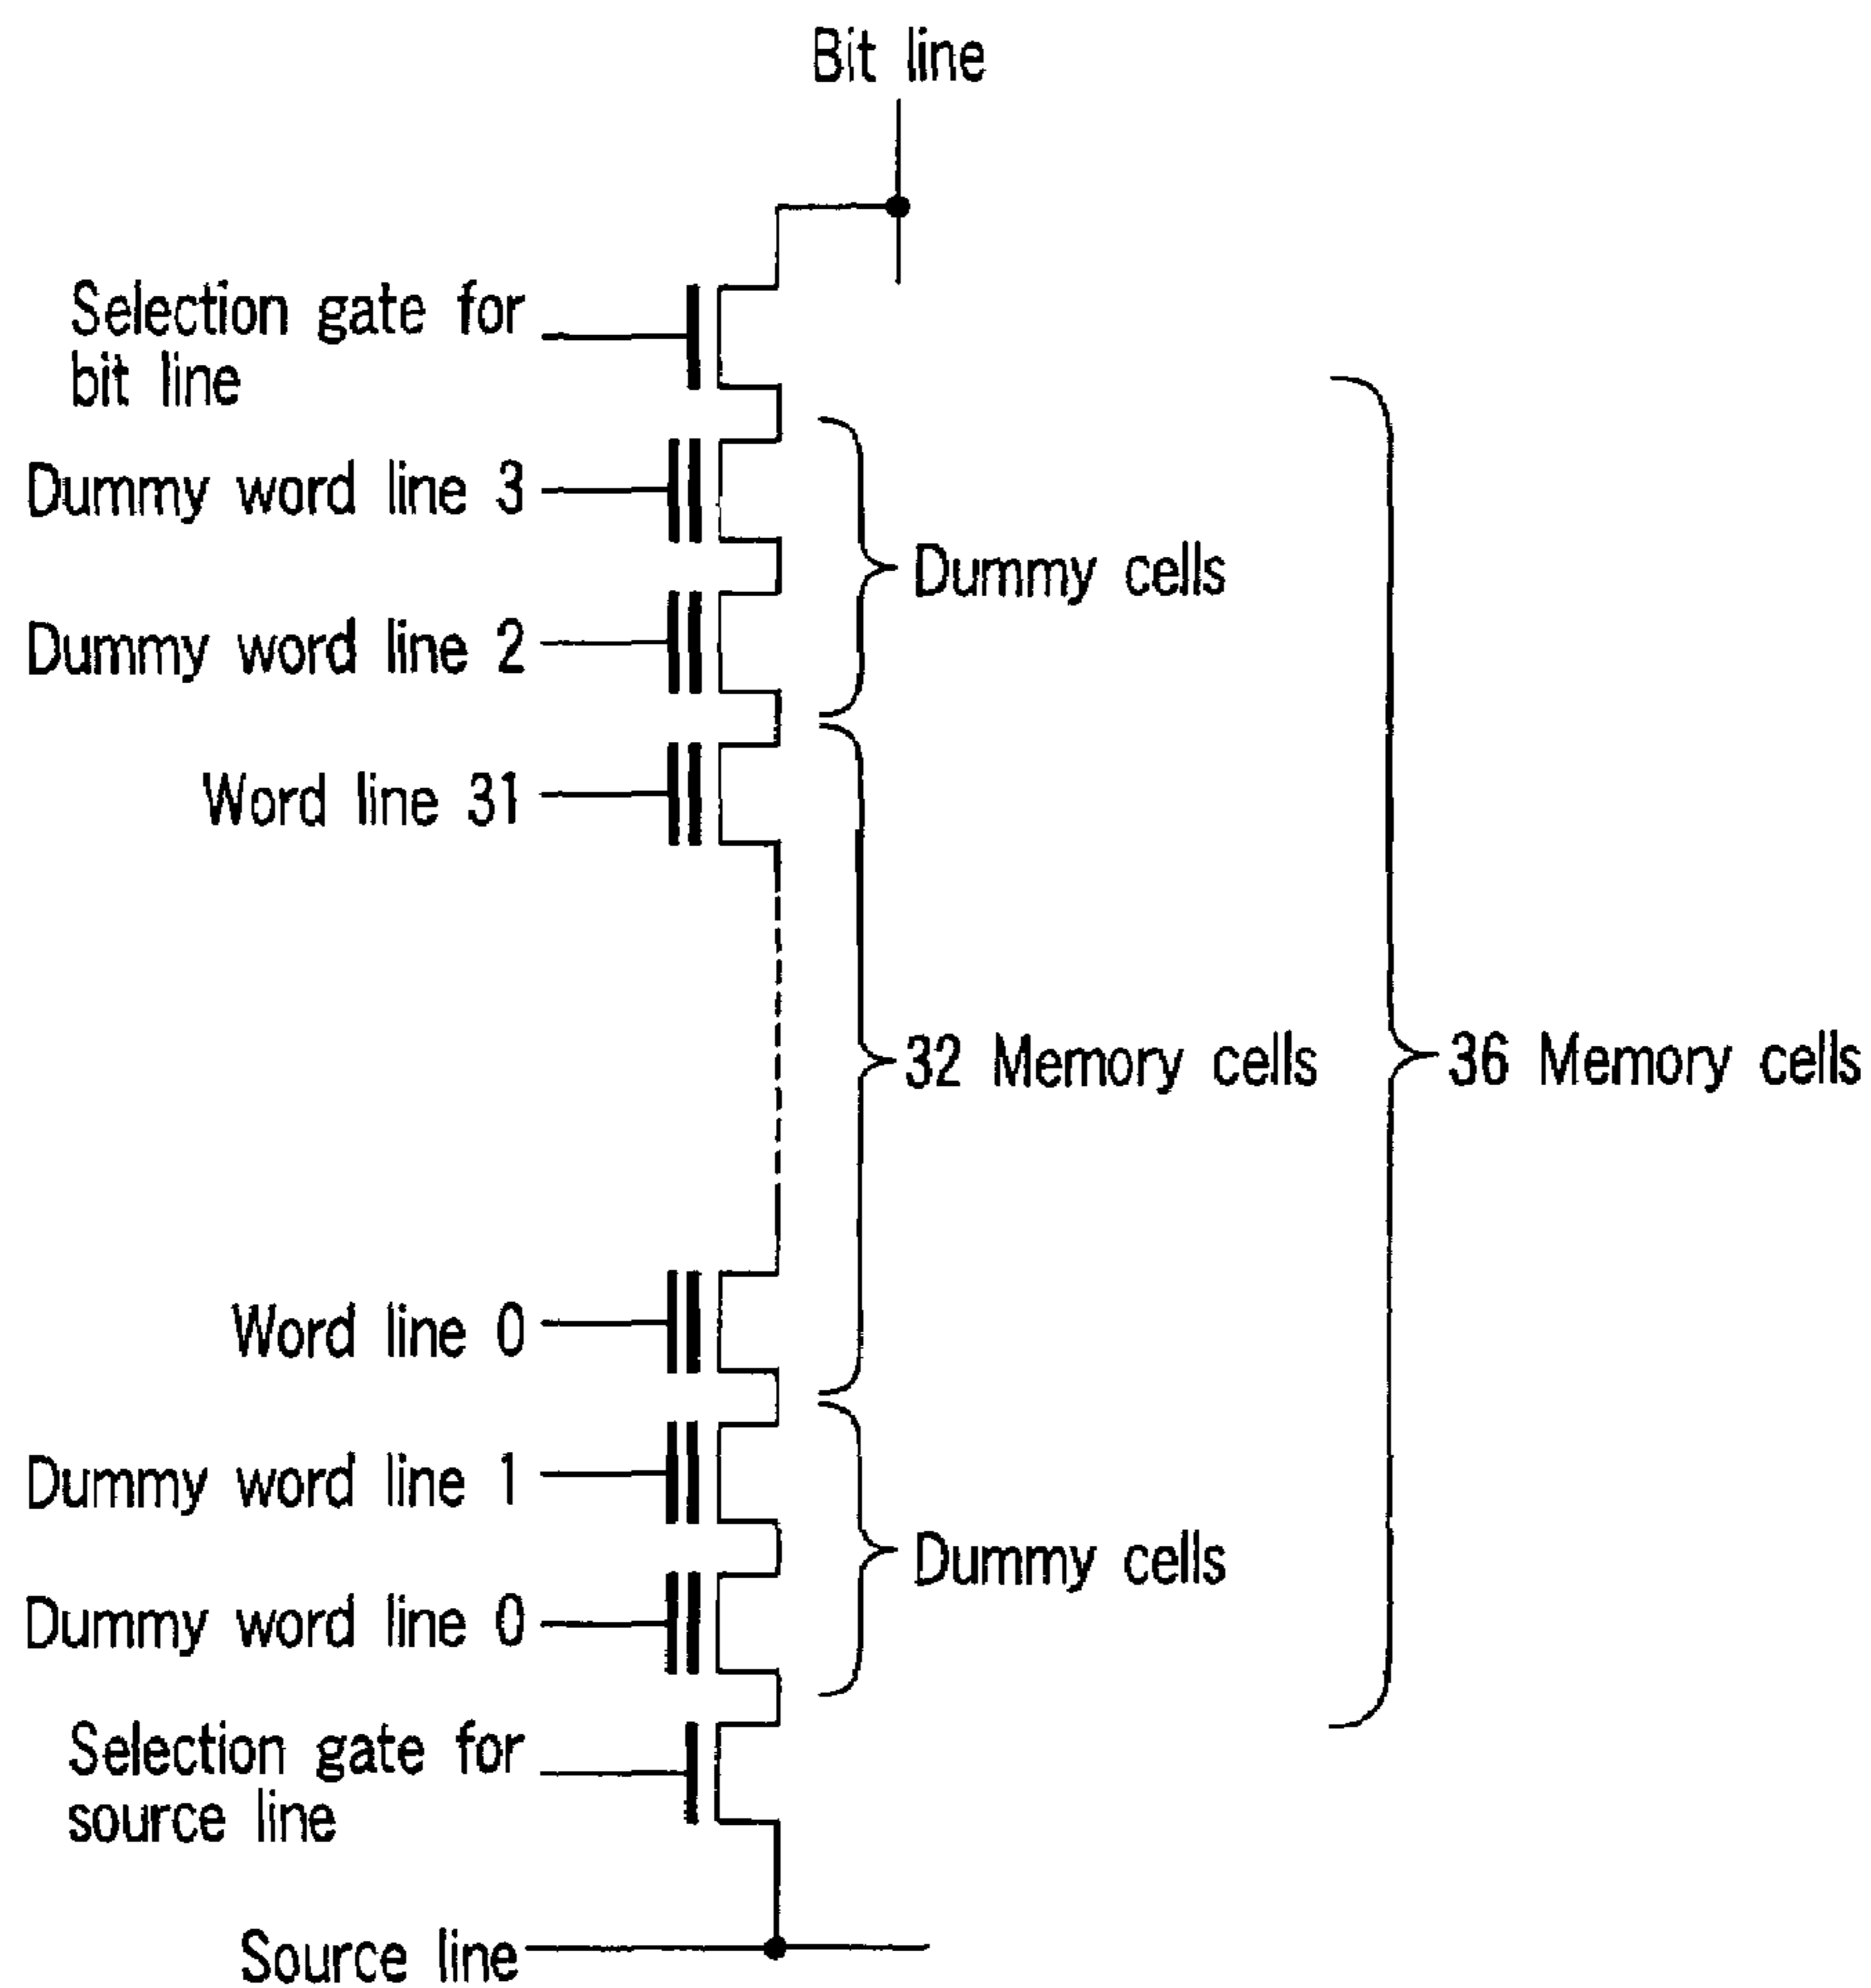 Bit line
Selection gate for
bit line
Dummy word line 3
Dummy cells
Dummy word line 2
Word line 31
32 Memory cells
36 Memory cells
Word line 0
Dummy word line 1
Dummy cells
Dummy word line 0
Selection gate for
source line
Source line